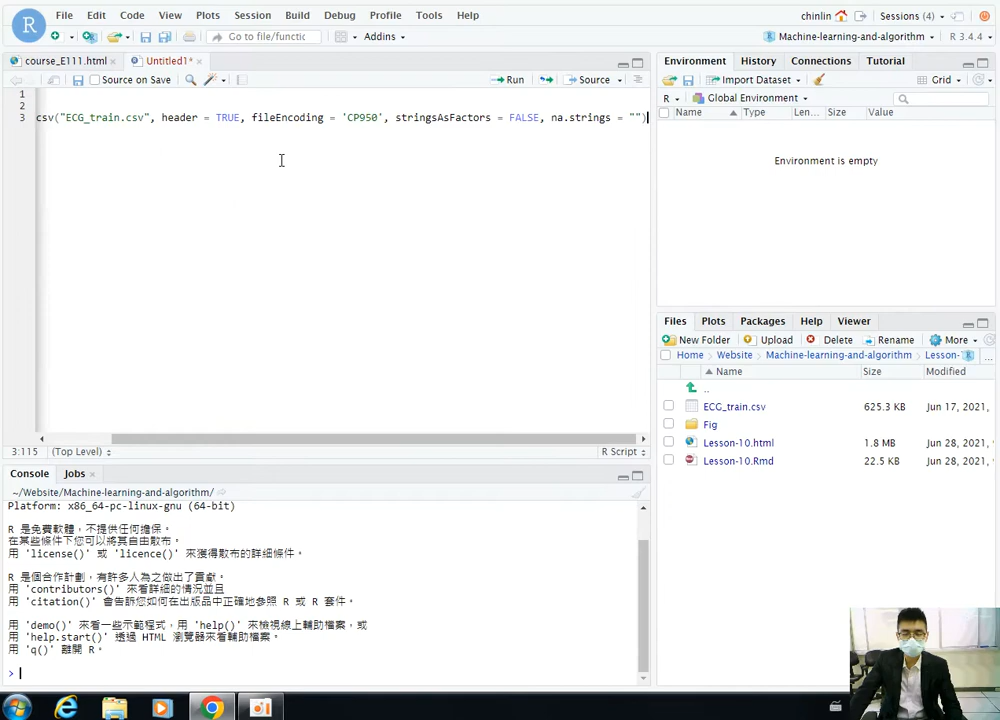 File Edit Code View Plots Session Build Debug Profile Tools Help
chinlin Sessions (4)
Go to file/functic Addins
Machine-learning-and-algorithm R 3.4.4
course_E111.html Untitled1*
Source on Save Run Source
1
2
3 csv("ECG_train.csv", header = TRUE, fileEncoding = 'CP950', stringsAsFactors = FALSE, na.strings = "")
3:115 (Top Level) R Script
Console Jobs
~/Website/Machine-learning-and-algorithm/
Platform: x86_64-pc-linux-gnu (64-bit)
R 是免費軟體，不提供任何擔保。
在某些條件下您可以將其自由散布。
用 'license()' 或 'licence()' 來獲得散布的詳細條件。
R 是個合作計劃，有許多人為之做出了貢獻。
用 'contributors()' 來看詳細的情況並且
用 'citation()' 會告訴您如何在出版品中正確地參照 R 或 R 套件。
用 'demo()' 來看一些示範程式，用 'help()' 來檢視線上輔助檔案，或
用 'help.start()' 透過 HTML 瀏覽器來看輔助檔案。
用 'q()' 離開 R。
>
Environment History Connections Tutorial
Import Dataset Grid
R Global Environment
Name Type Len... Size Value
Environment is empty
Files Plots Packages Help Viewer
New Folder Upload Delete Rename More
Home Website Machine-learning-and-algorithm Lesson- ...
Name Size Modified
..
ECG_train.csv 625.3 KB Jun 17, 2021,
Fig
Lesson-10.html 1.8 MB Jun 28, 2021,
Lesson-10.Rmd 22.5 KB Jun 28, 2021,